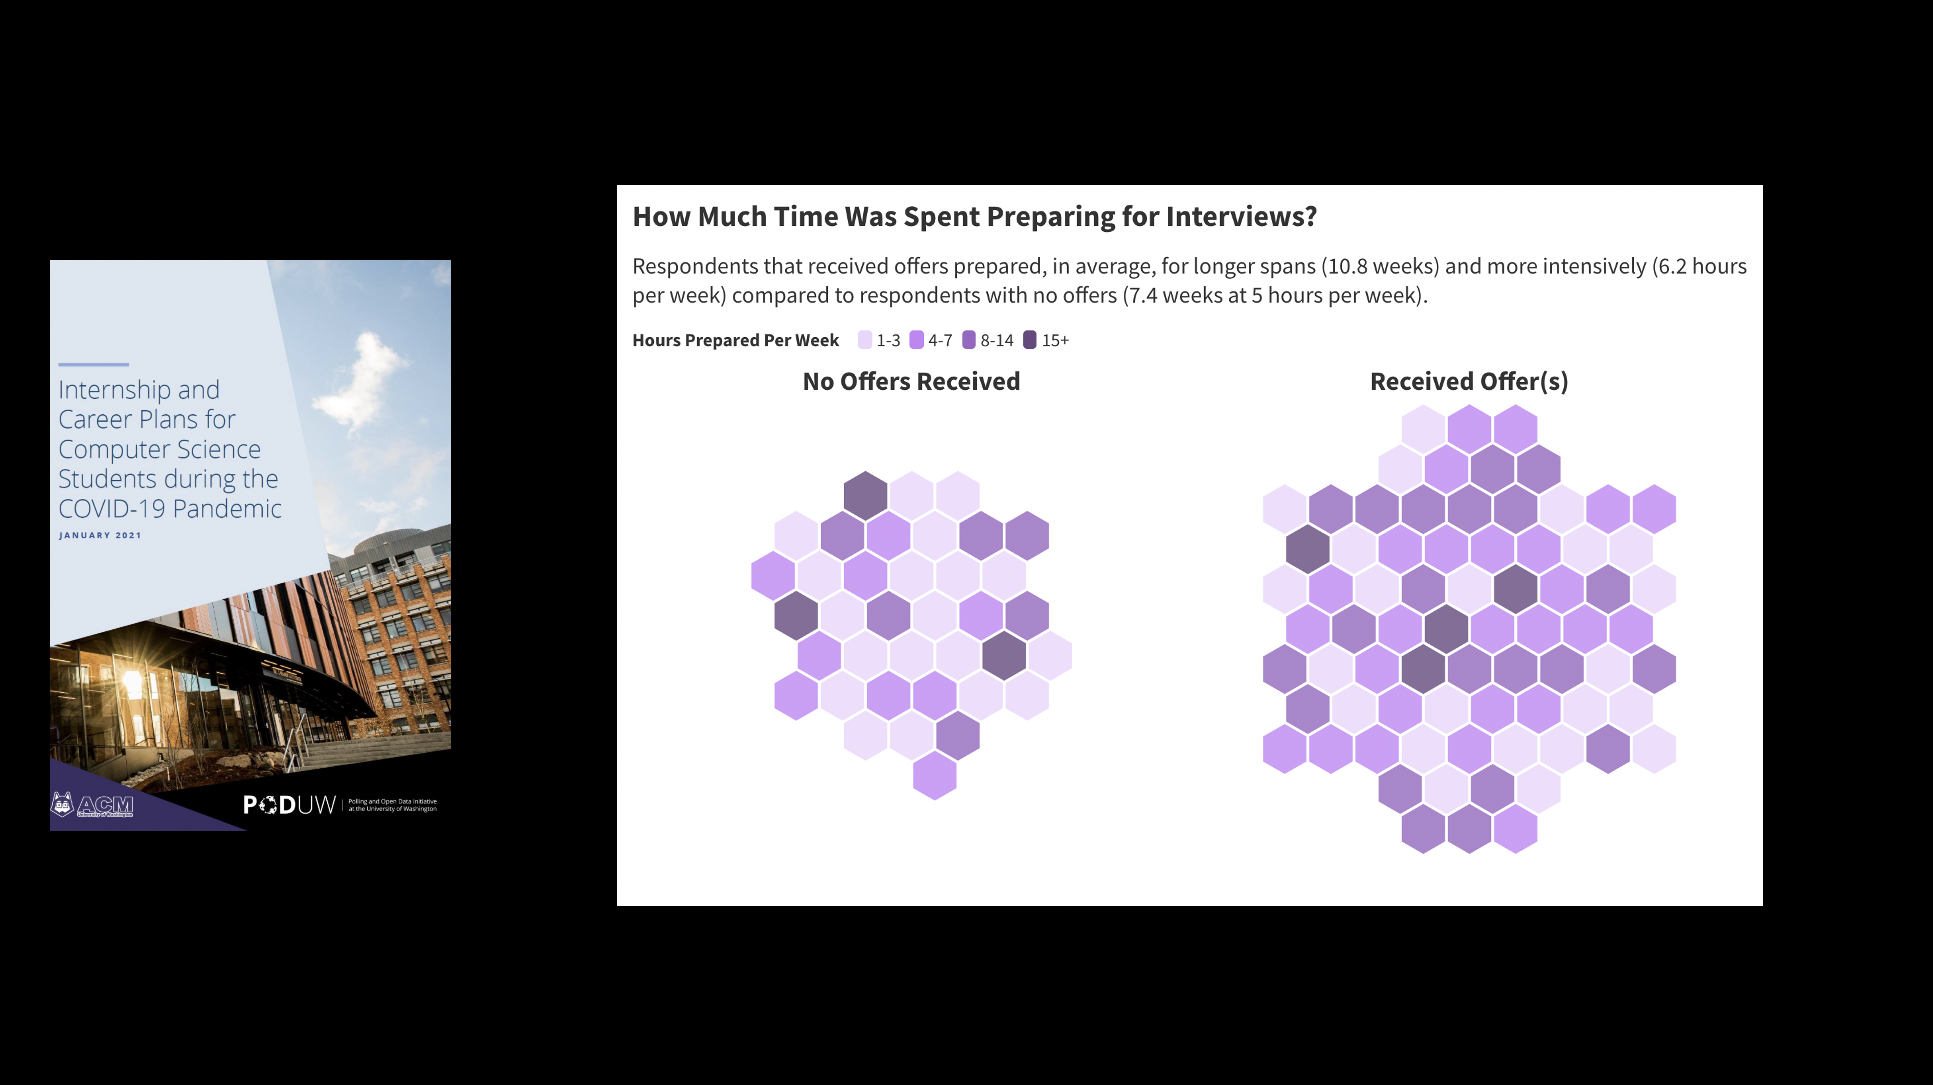 How Much Time Was Spent Preparing for Interviews?
Respondents that received offers prepared, in average, for longer spans (10.8 weeks) and more intensively (6.2 hours
per week) compared to respondents with no offers (7.4 weeks at 5 hours per week).
Hours Prepared Per Week 1-3 4-7 8-14 15+
No Offers Received
Received Offer(s)
Internship and
Career Plans for
Computer Science
Students during the
COVID-19 Pandemic
JANUARY 2021
ACM
University of Washington
PODUW
Polling and Open Data Initiative
at the University of Washington